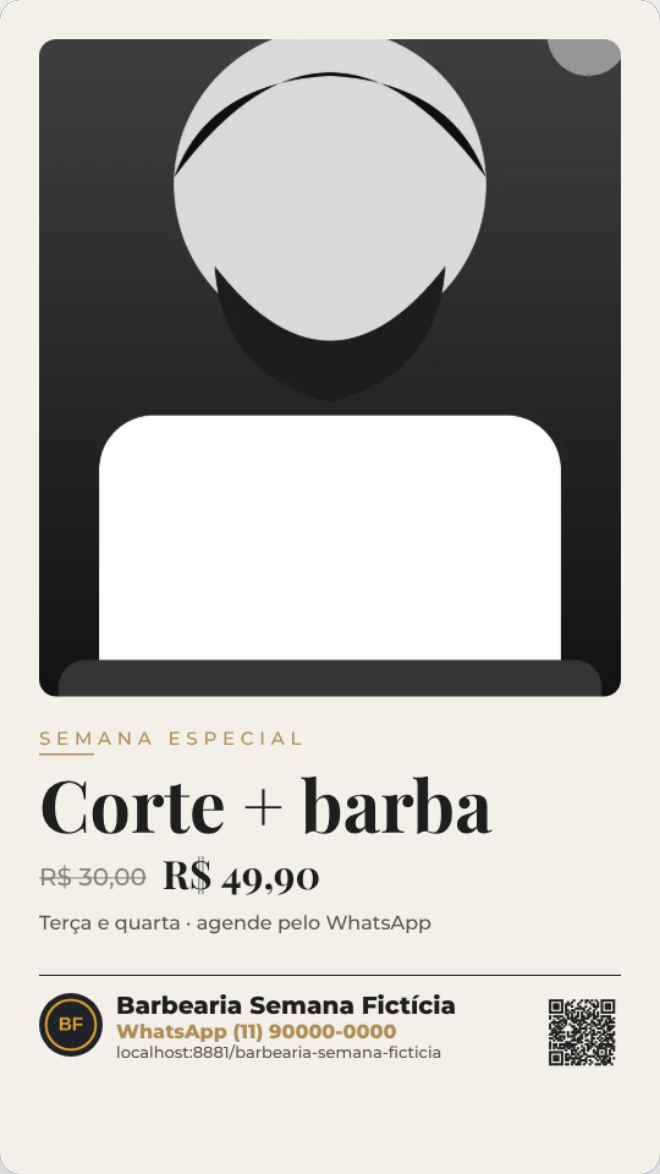 SEMANA ESPECIAL
Corte + barba
R$ 30,00 R$ 49,90
Terça e quarta · agende pelo WhatsApp
BF
Barbearia Semana Fictícia
WhatsApp (11) 90000-0000
localhost:8881/barbearia-semana-ficticia